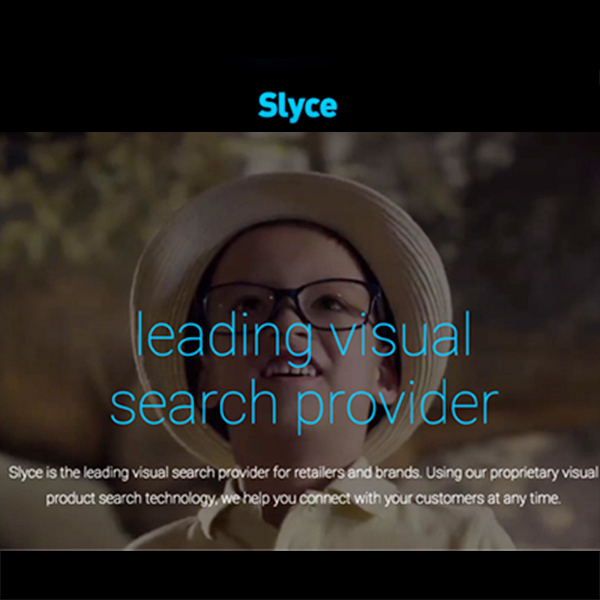 Slyce
leading visual
search provider
Slyce is the leading visual search provider for retailers and brands. Using our proprietary visual
product search technology, we help you connect with your customers at any time.